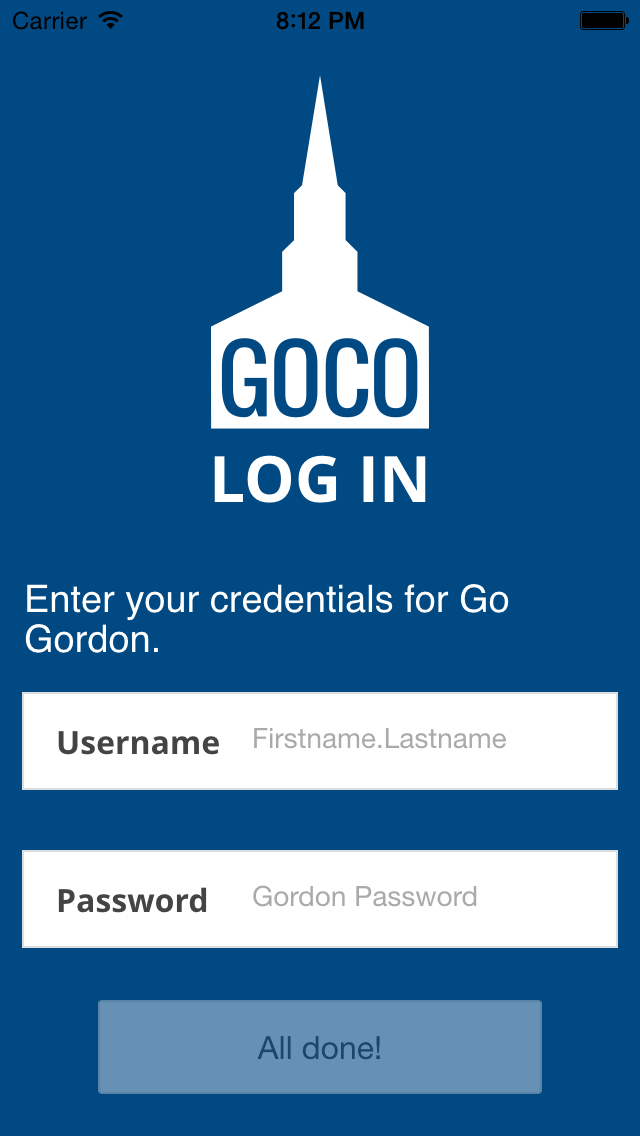 Carrier 8:12 PM
GOCO
LOG IN
Enter your credentials for Go
Gordon.
Username Firstname.Lastname
Password Gordon Password
All done!